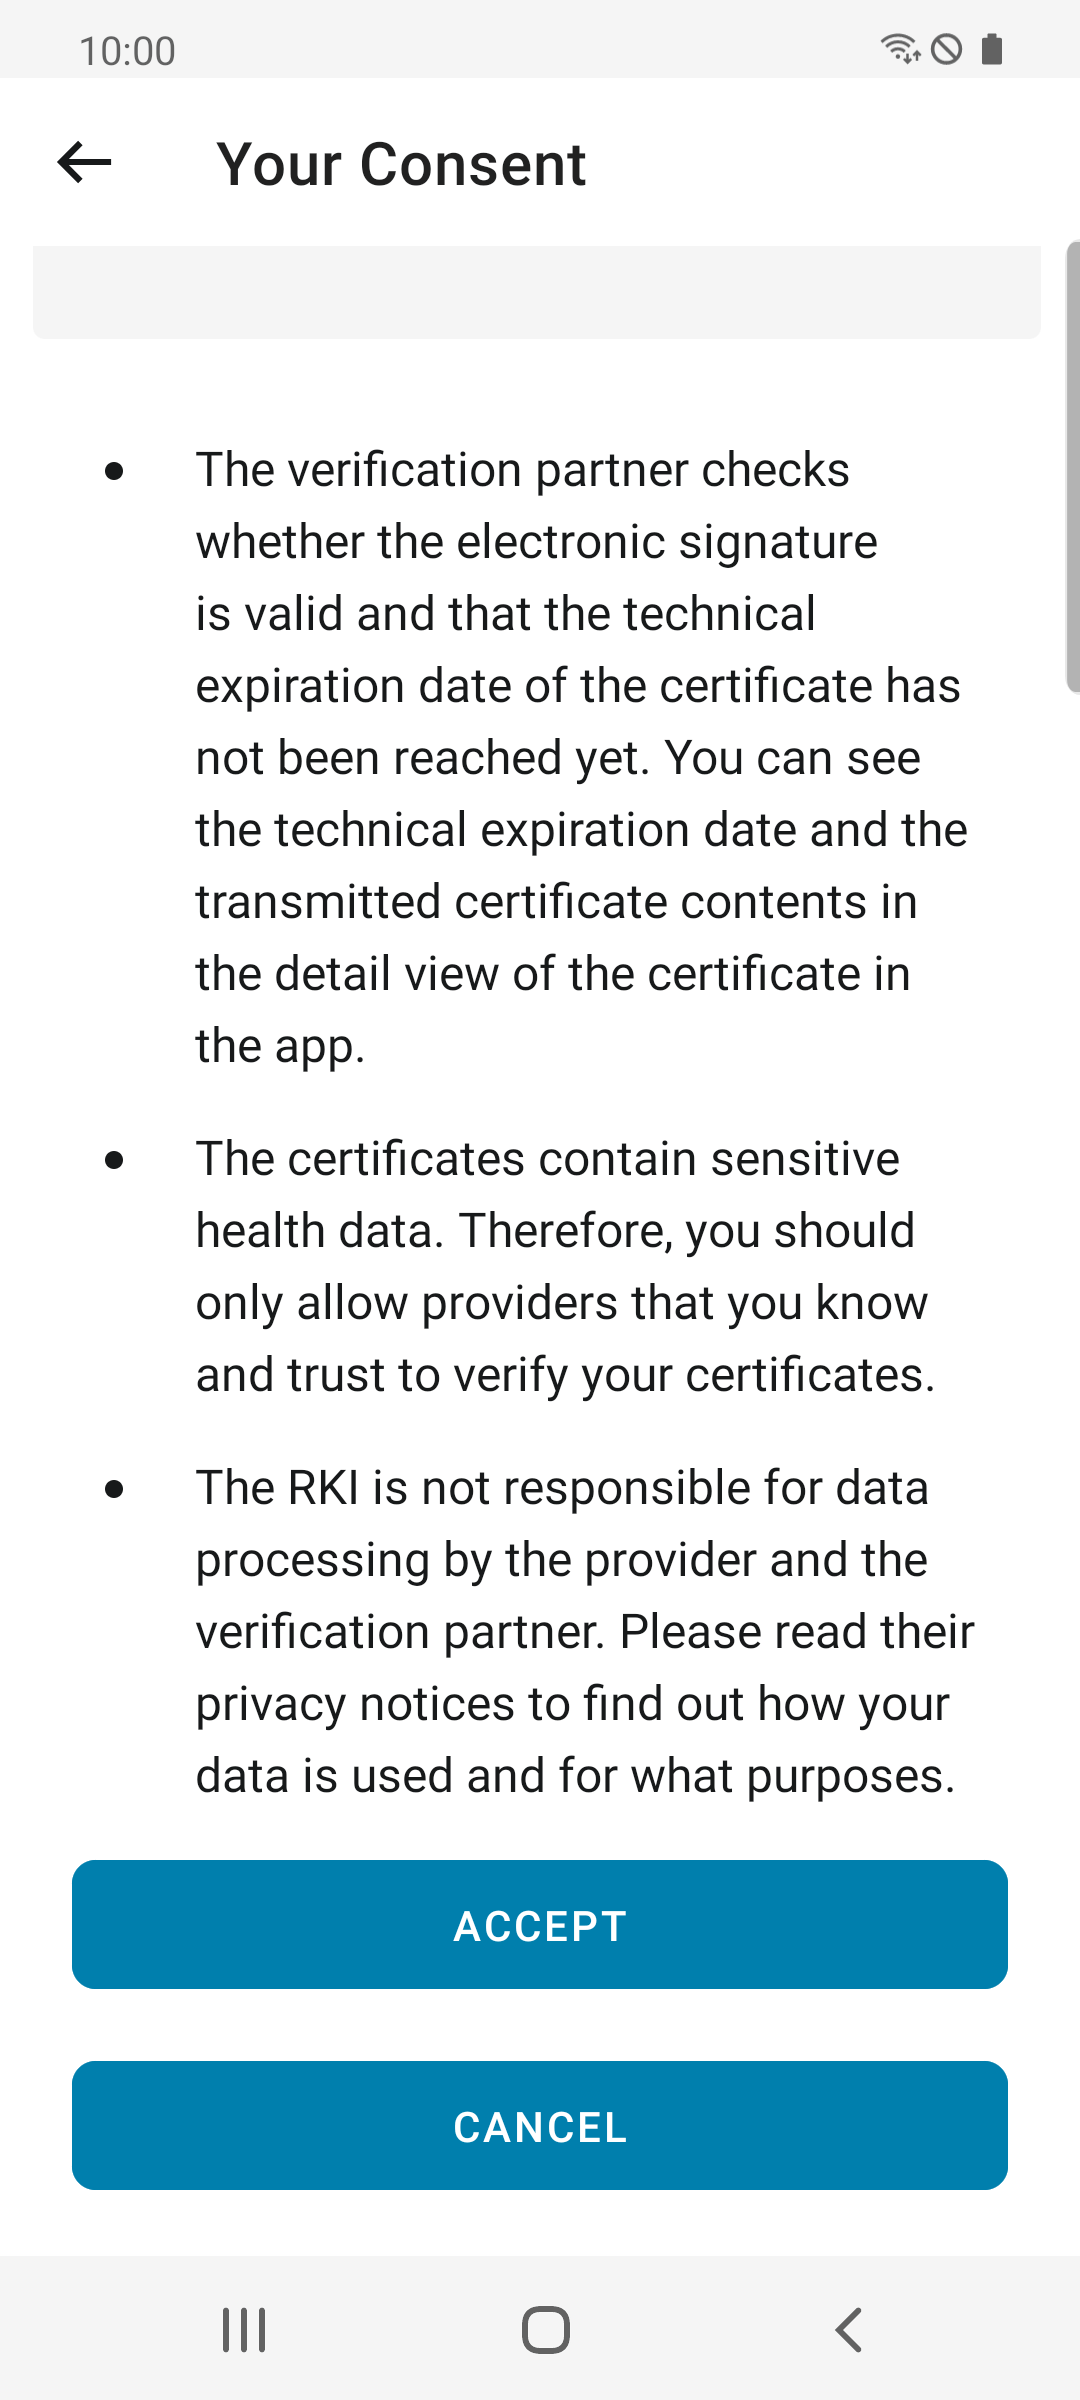 10:00
Your Consent
The verification partner checks
whether the electronic signature
is valid and that the technical
expiration date of the certificate has
not been reached yet. You can see
the technical expiration date and the
transmitted certificate contents in
the detail view of the certificate in
the app.
The certificates contain sensitive
health data. Therefore, you should
only allow providers that you know
and trust to verify your certificates.
The RKI is not responsible for data
processing by the provider and the
verification partner. Please read their
privacy notices to find out how your
data is used and for what purposes.
ACCEPT
CANCEL